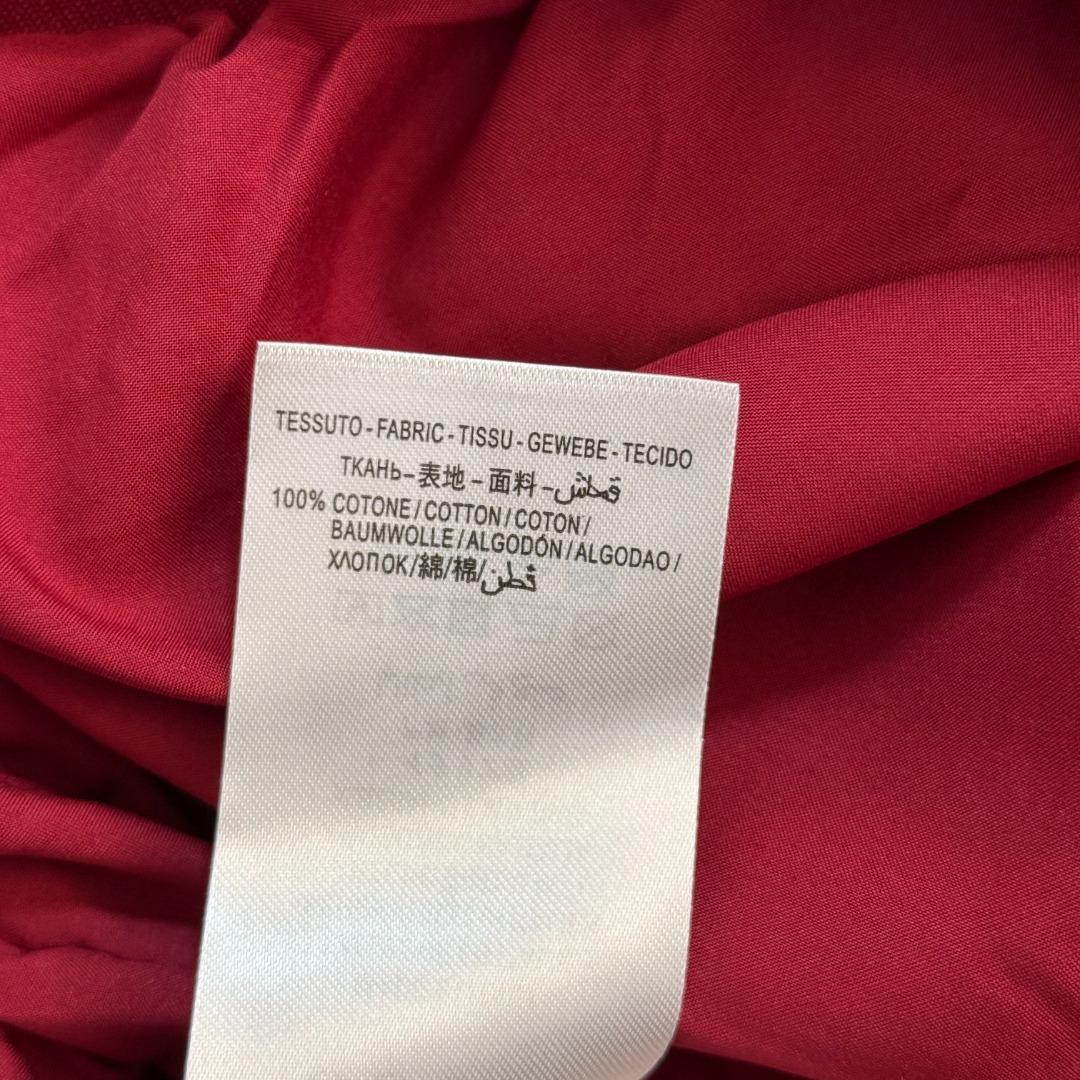 TESSUTO - FABRIC - TISSU - GEWEBE - TECIDO
ТКАНЬ - 表地 - 面料 - قماش
100% COTONE / COTTON / COTON /
BAUMWOLLE / ALGODÓN / ALGODAO /
ХЛОПОК / 綿 / 棉 / قطن